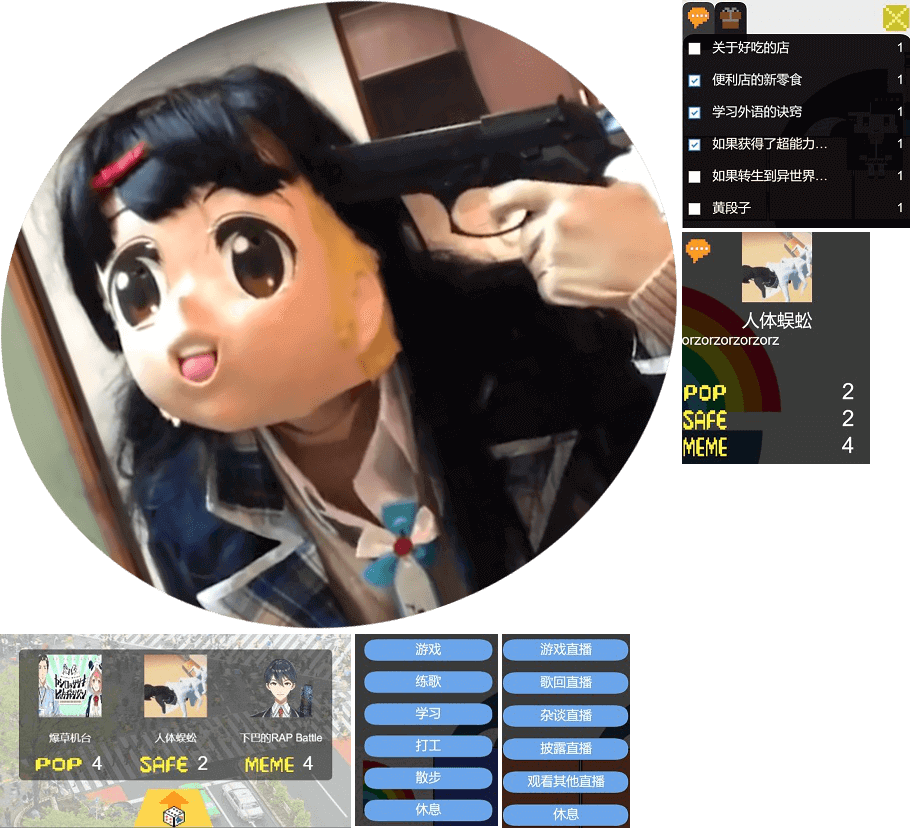 关于好吃的店 1
便利店的新零食 1
学习外语的诀窍 1
如果获得了超能力... 1
如果转生到异世界... 1
黄段子 1
人体蜈蚣
orzorzorzorzorz
POP 2
SAFE 2
MEME 4
爆草机台
人体蜈蚣
下巴的RAP Battle
POP 4
SAFE 2
MEME 4
游戏
练歌
学习
打工
散步
休息
游戏直播
歌回直播
杂谈直播
披露直播
观看其他直播
休息